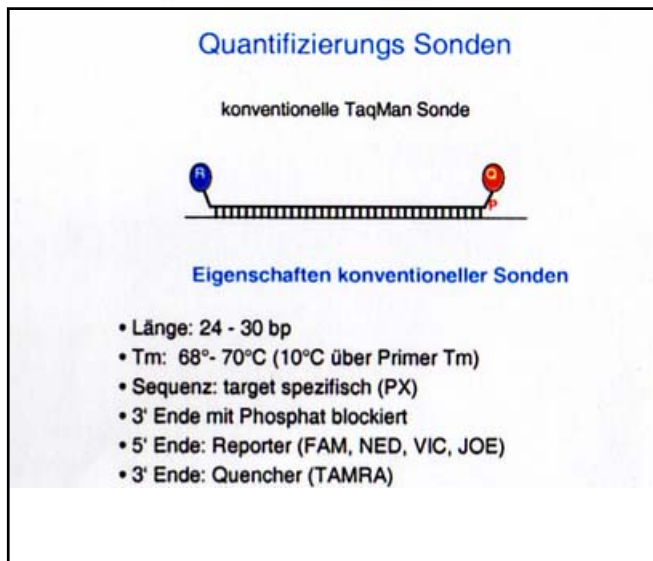 Quantifizierungs Sonden
konventionelle TaqMan Sonde
R Q
P
Eigenschaften konventioneller Sonden
• Länge: 24 - 30 bp
• Tm: 68°- 70°C (10°C über Primer Tm)
• Sequenz: target spezifisch (PX)
• 3' Ende mit Phosphat blockiert
• 5' Ende: Reporter (FAM, NED, VIC, JOE)
• 3' Ende: Quencher (TAMRA)